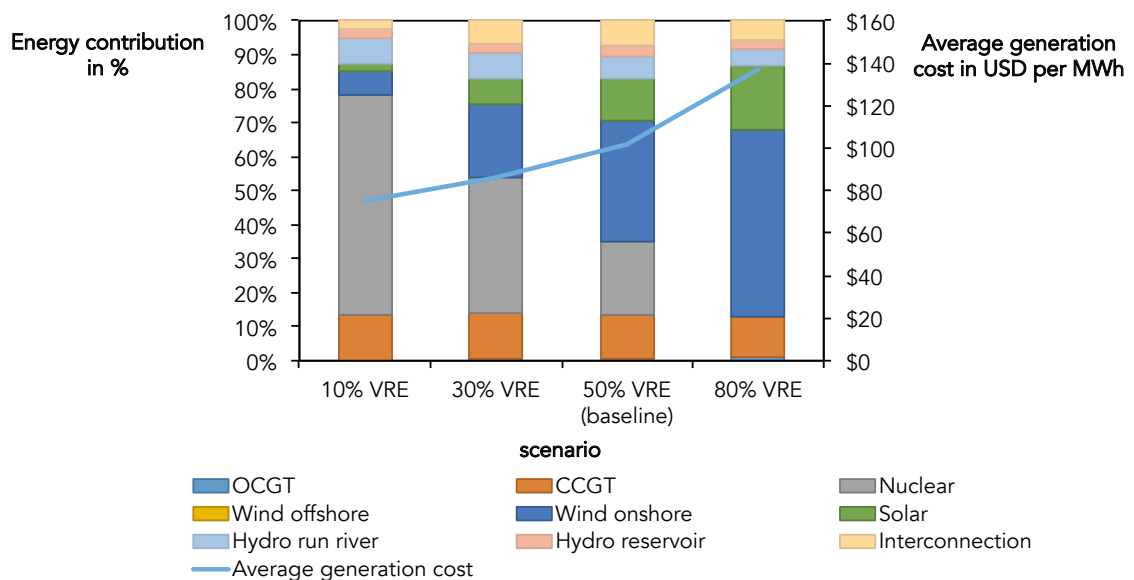 Energy contribution
in %
Average generation
cost in USD per MWh
100%
90%
80%
70%
60%
50%
40%
30%
20%
10%
0%
$160
$140
$120
$100
$80
$60
$40
$20
$0
10% VRE
30% VRE
50% VRE
(baseline)
80% VRE
scenario
OCGT
CCGT
Nuclear
Wind offshore
Wind onshore
Solar
Hydro run river
Hydro reservoir
Interconnection
Average generation cost